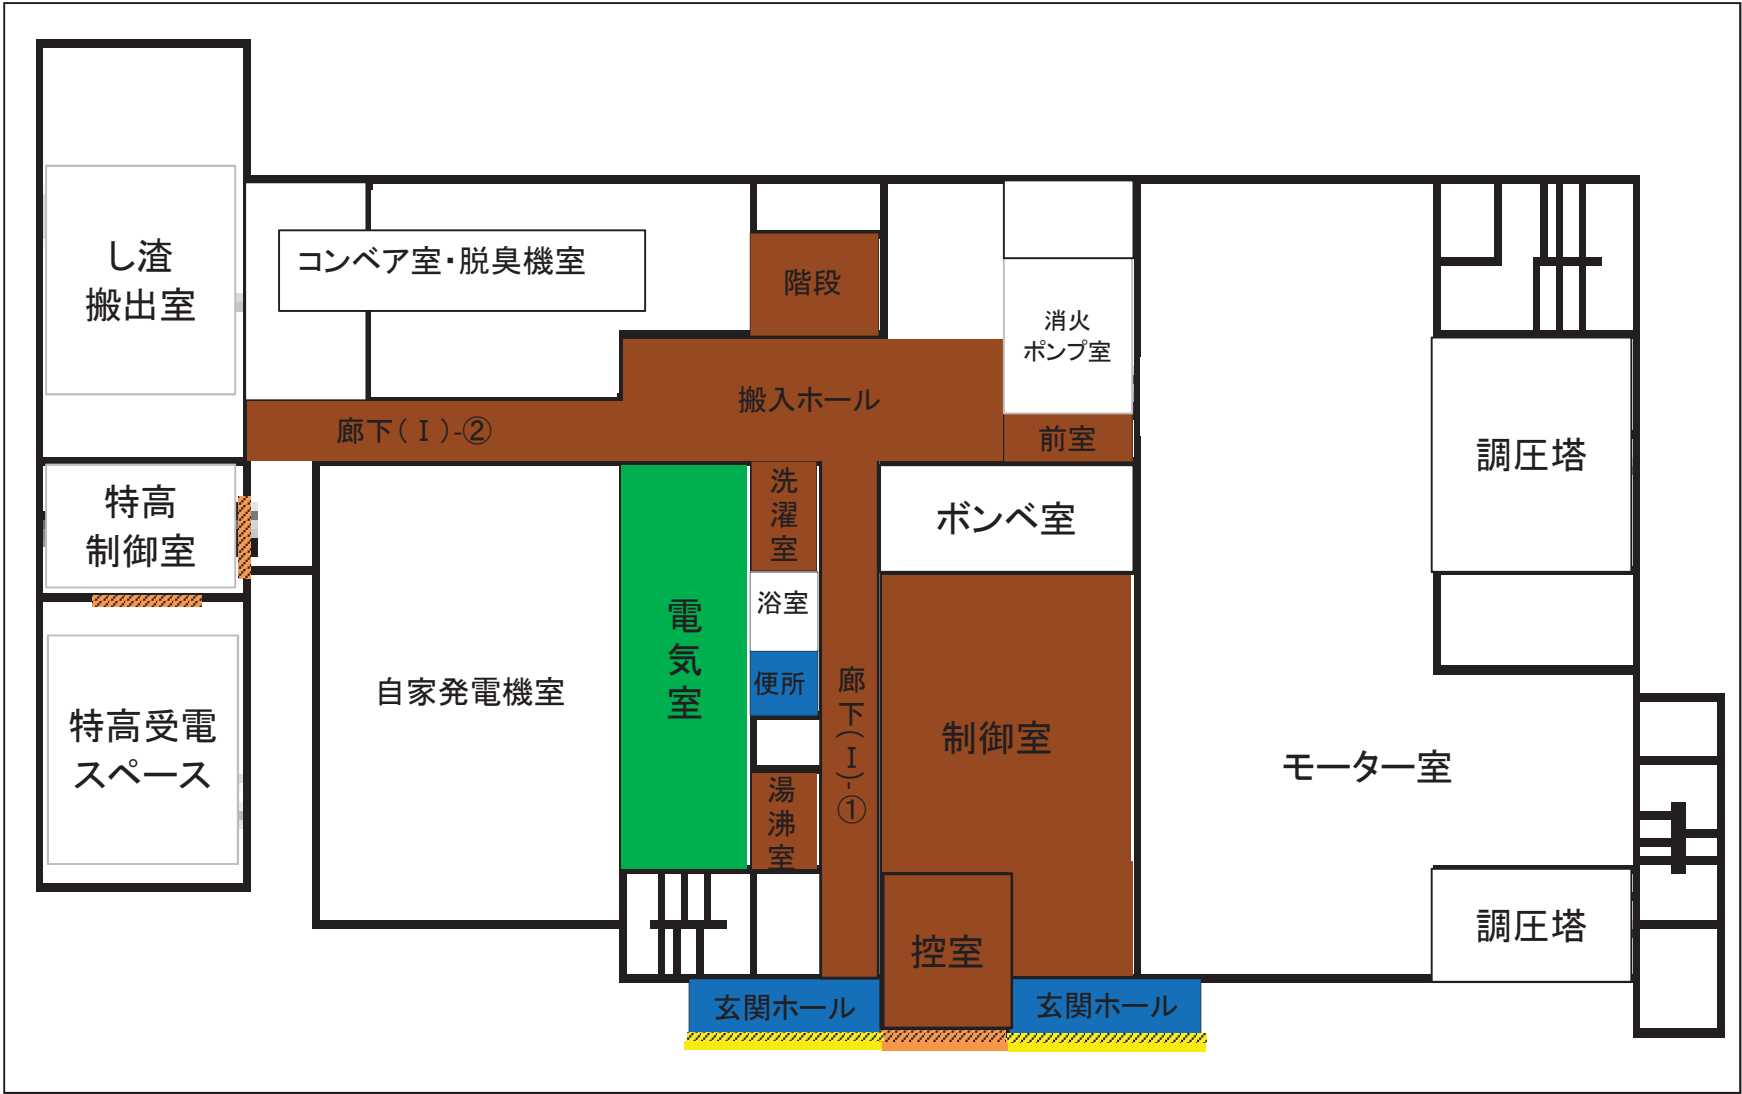 し渣
搬出室
コンベア室・脱臭機室
階段
消火
ポンプ室
搬入ホール
廊下(Ⅰ)-②
前室
調圧塔
特高
制御室
洗
濯
室
ボンベ室
浴室
電
気
室
便所
自家発電機室
廊
下
(
Ⅰ
)
-
①
制御室
特高受電
スペース
モーター室
湯
沸
室
調圧塔
控室
玄関ホール
玄関ホール